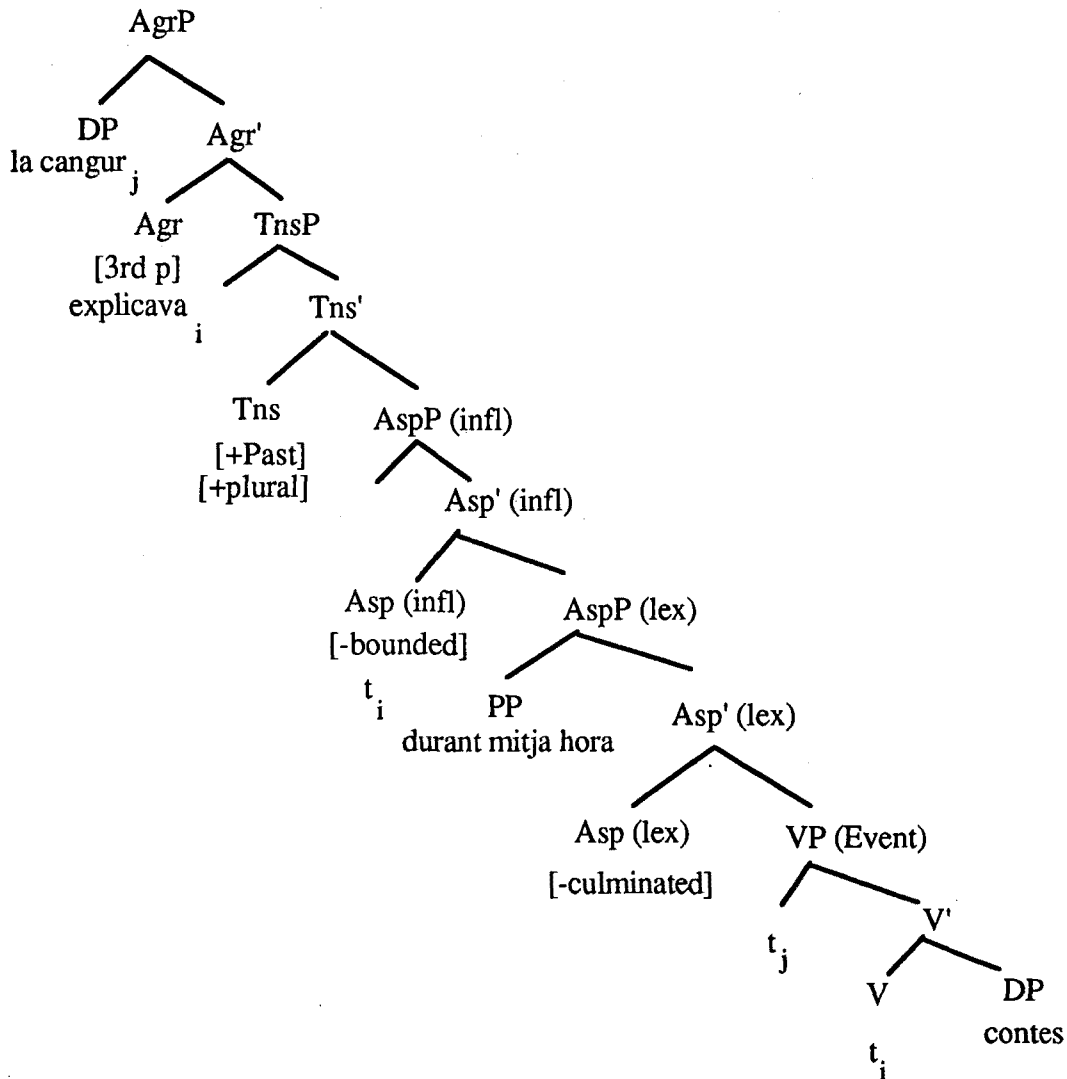 AgrP
DP Agr'
la cangur j
Agr TnsP
[3rd p]
explicava i
Tns'
Tns AspP (infl)
[+Past]
[+plural]
Asp' (infl)
Asp (infl) AspP (lex)
[-bounded]
t i
PP Asp' (lex)
durant mitja hora
Asp (lex) VP (Event)
[-culminated]
V'
t j
V DP
contes
t i